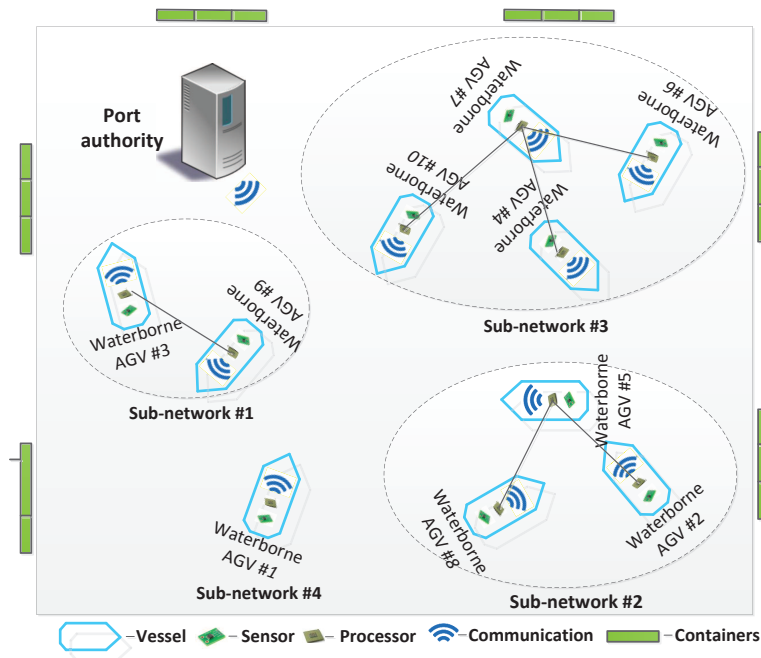 Port
authority
Waterborne
AGV #7
Waterborne
AGV #6
Waterborne
AGV #10
Waterborne
AGV #4
Sub-network #3
Waterborne
AGV #3
Waterborne
AGV #9
Sub-network #1
Waterborne
AGV #5
Waterborne
AGV #8
Waterborne
AGV #2
Sub-network #2
Waterborne
AGV #1
Sub-network #4
Vessel
Sensor
Processor
Communication
Containers